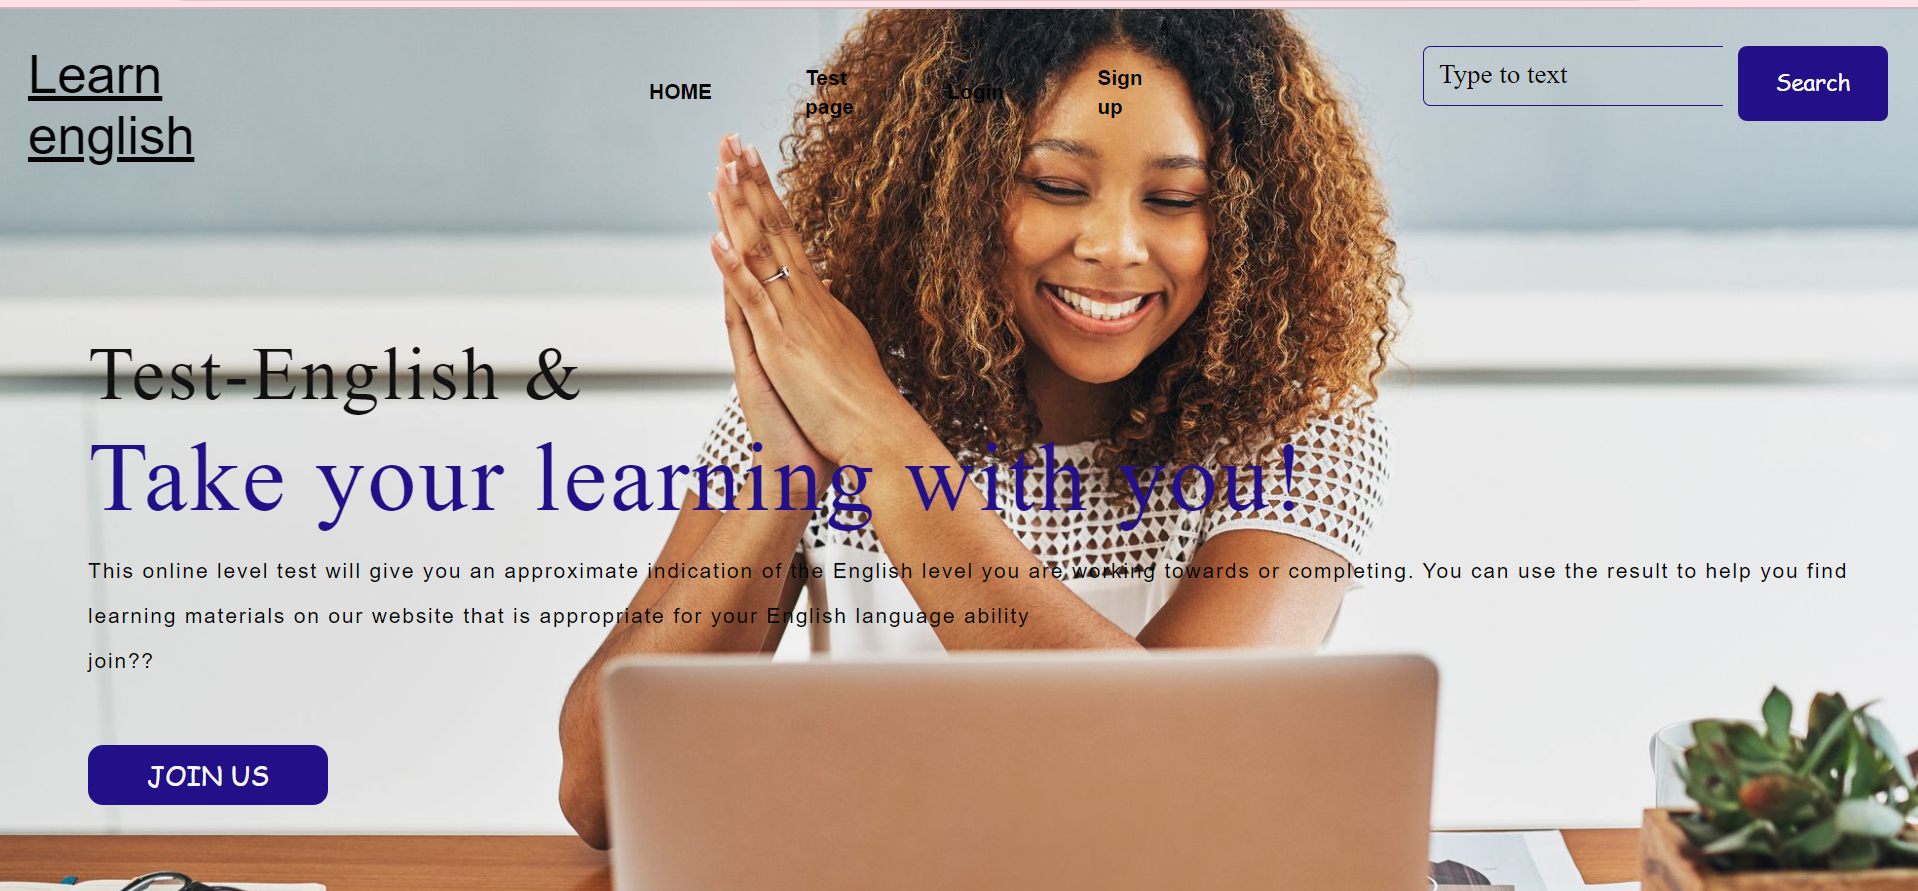 Learn
english
HOME
Test
page
Login
Sign
up
Type to text
Search
Test-English &
Take your learning with you!
This online level test will give you an approximate indication of the English level you are working towards or completing. You can use the result to help you find
learning materials on our website that is appropriate for your English language ability
join??
JOIN US